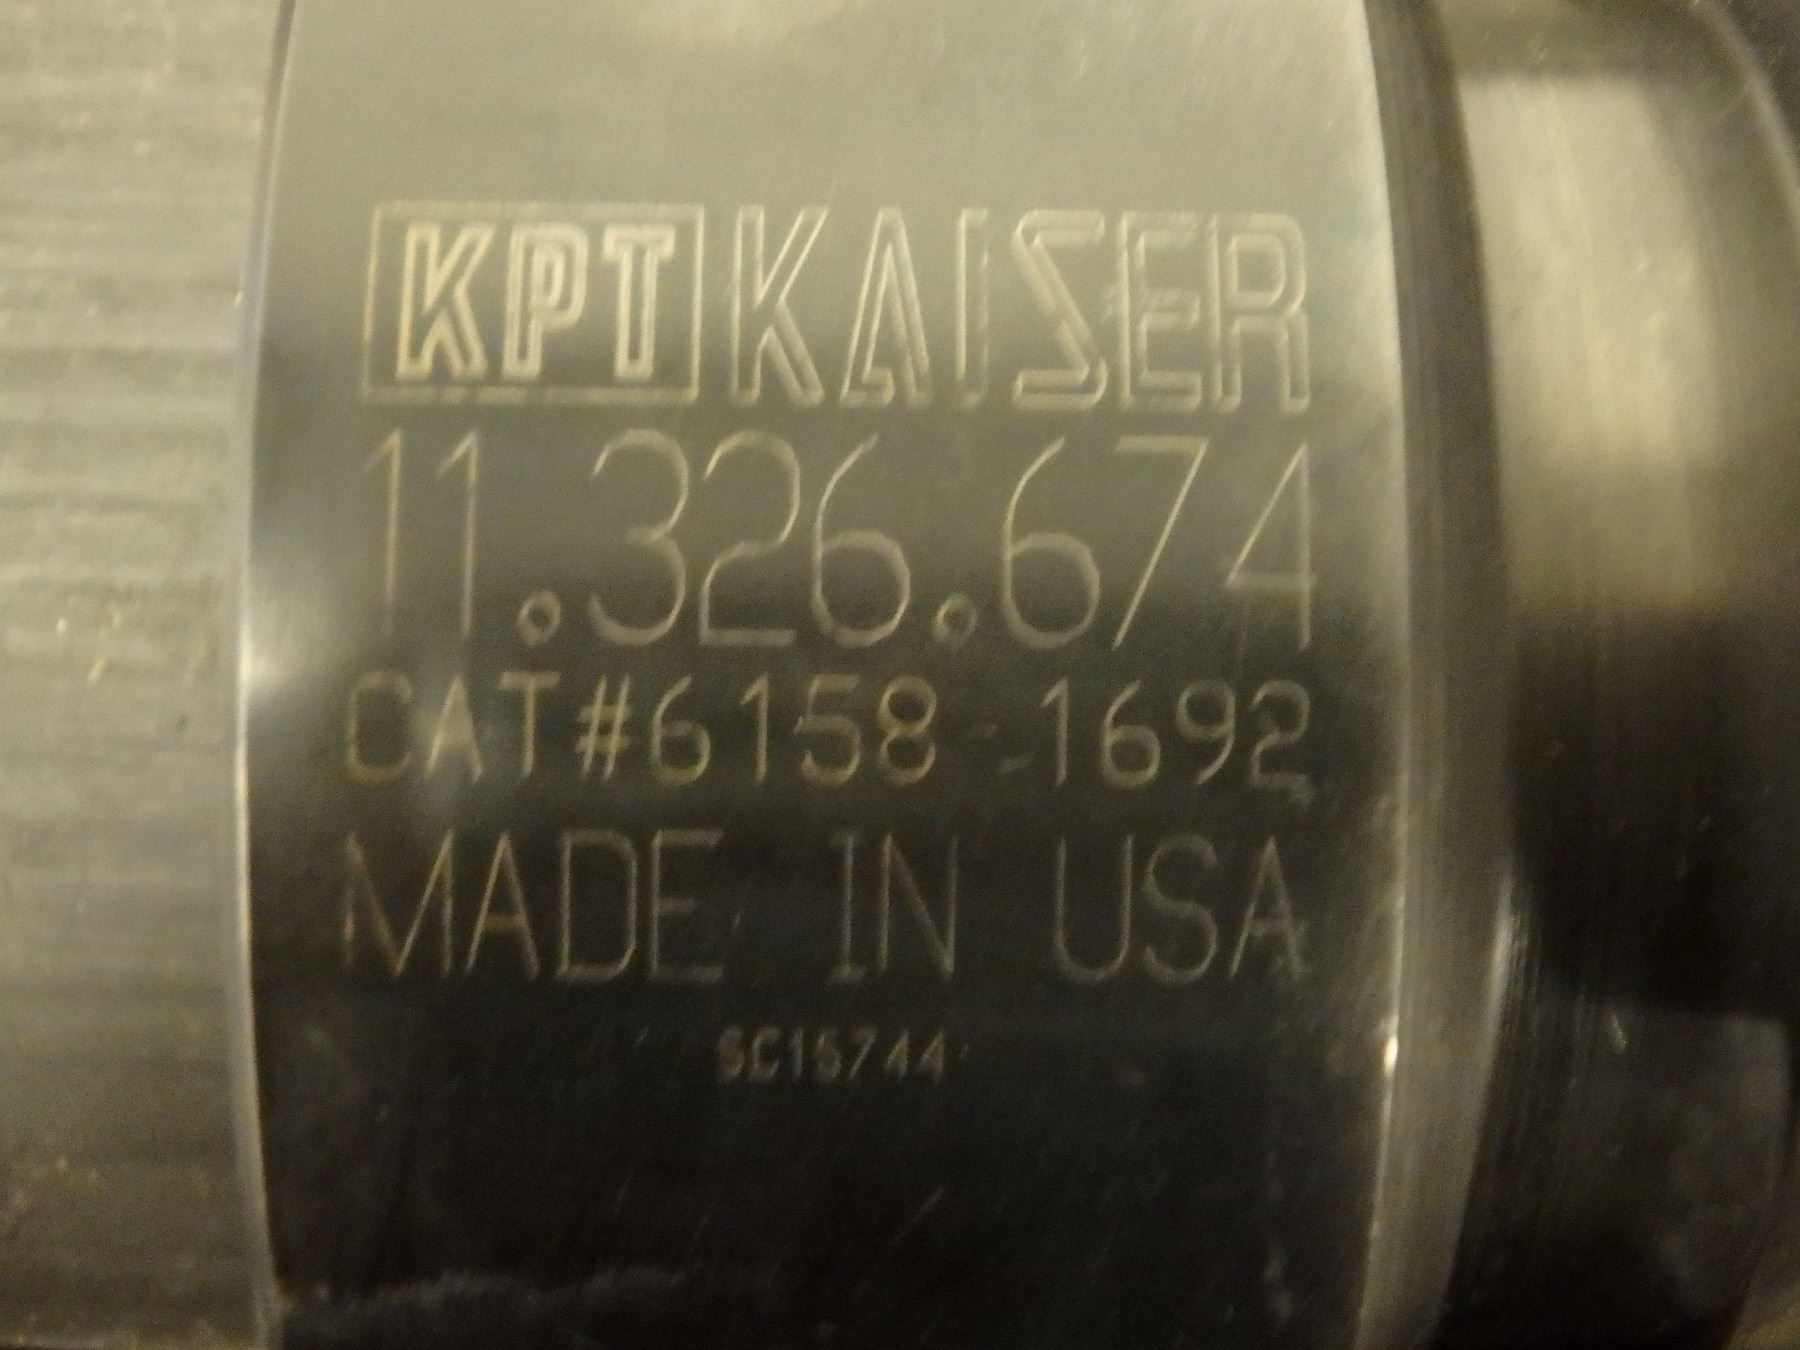 KPT KAISER
11.326.674
CAT#6158-1692
MADE IN USA
SC15744